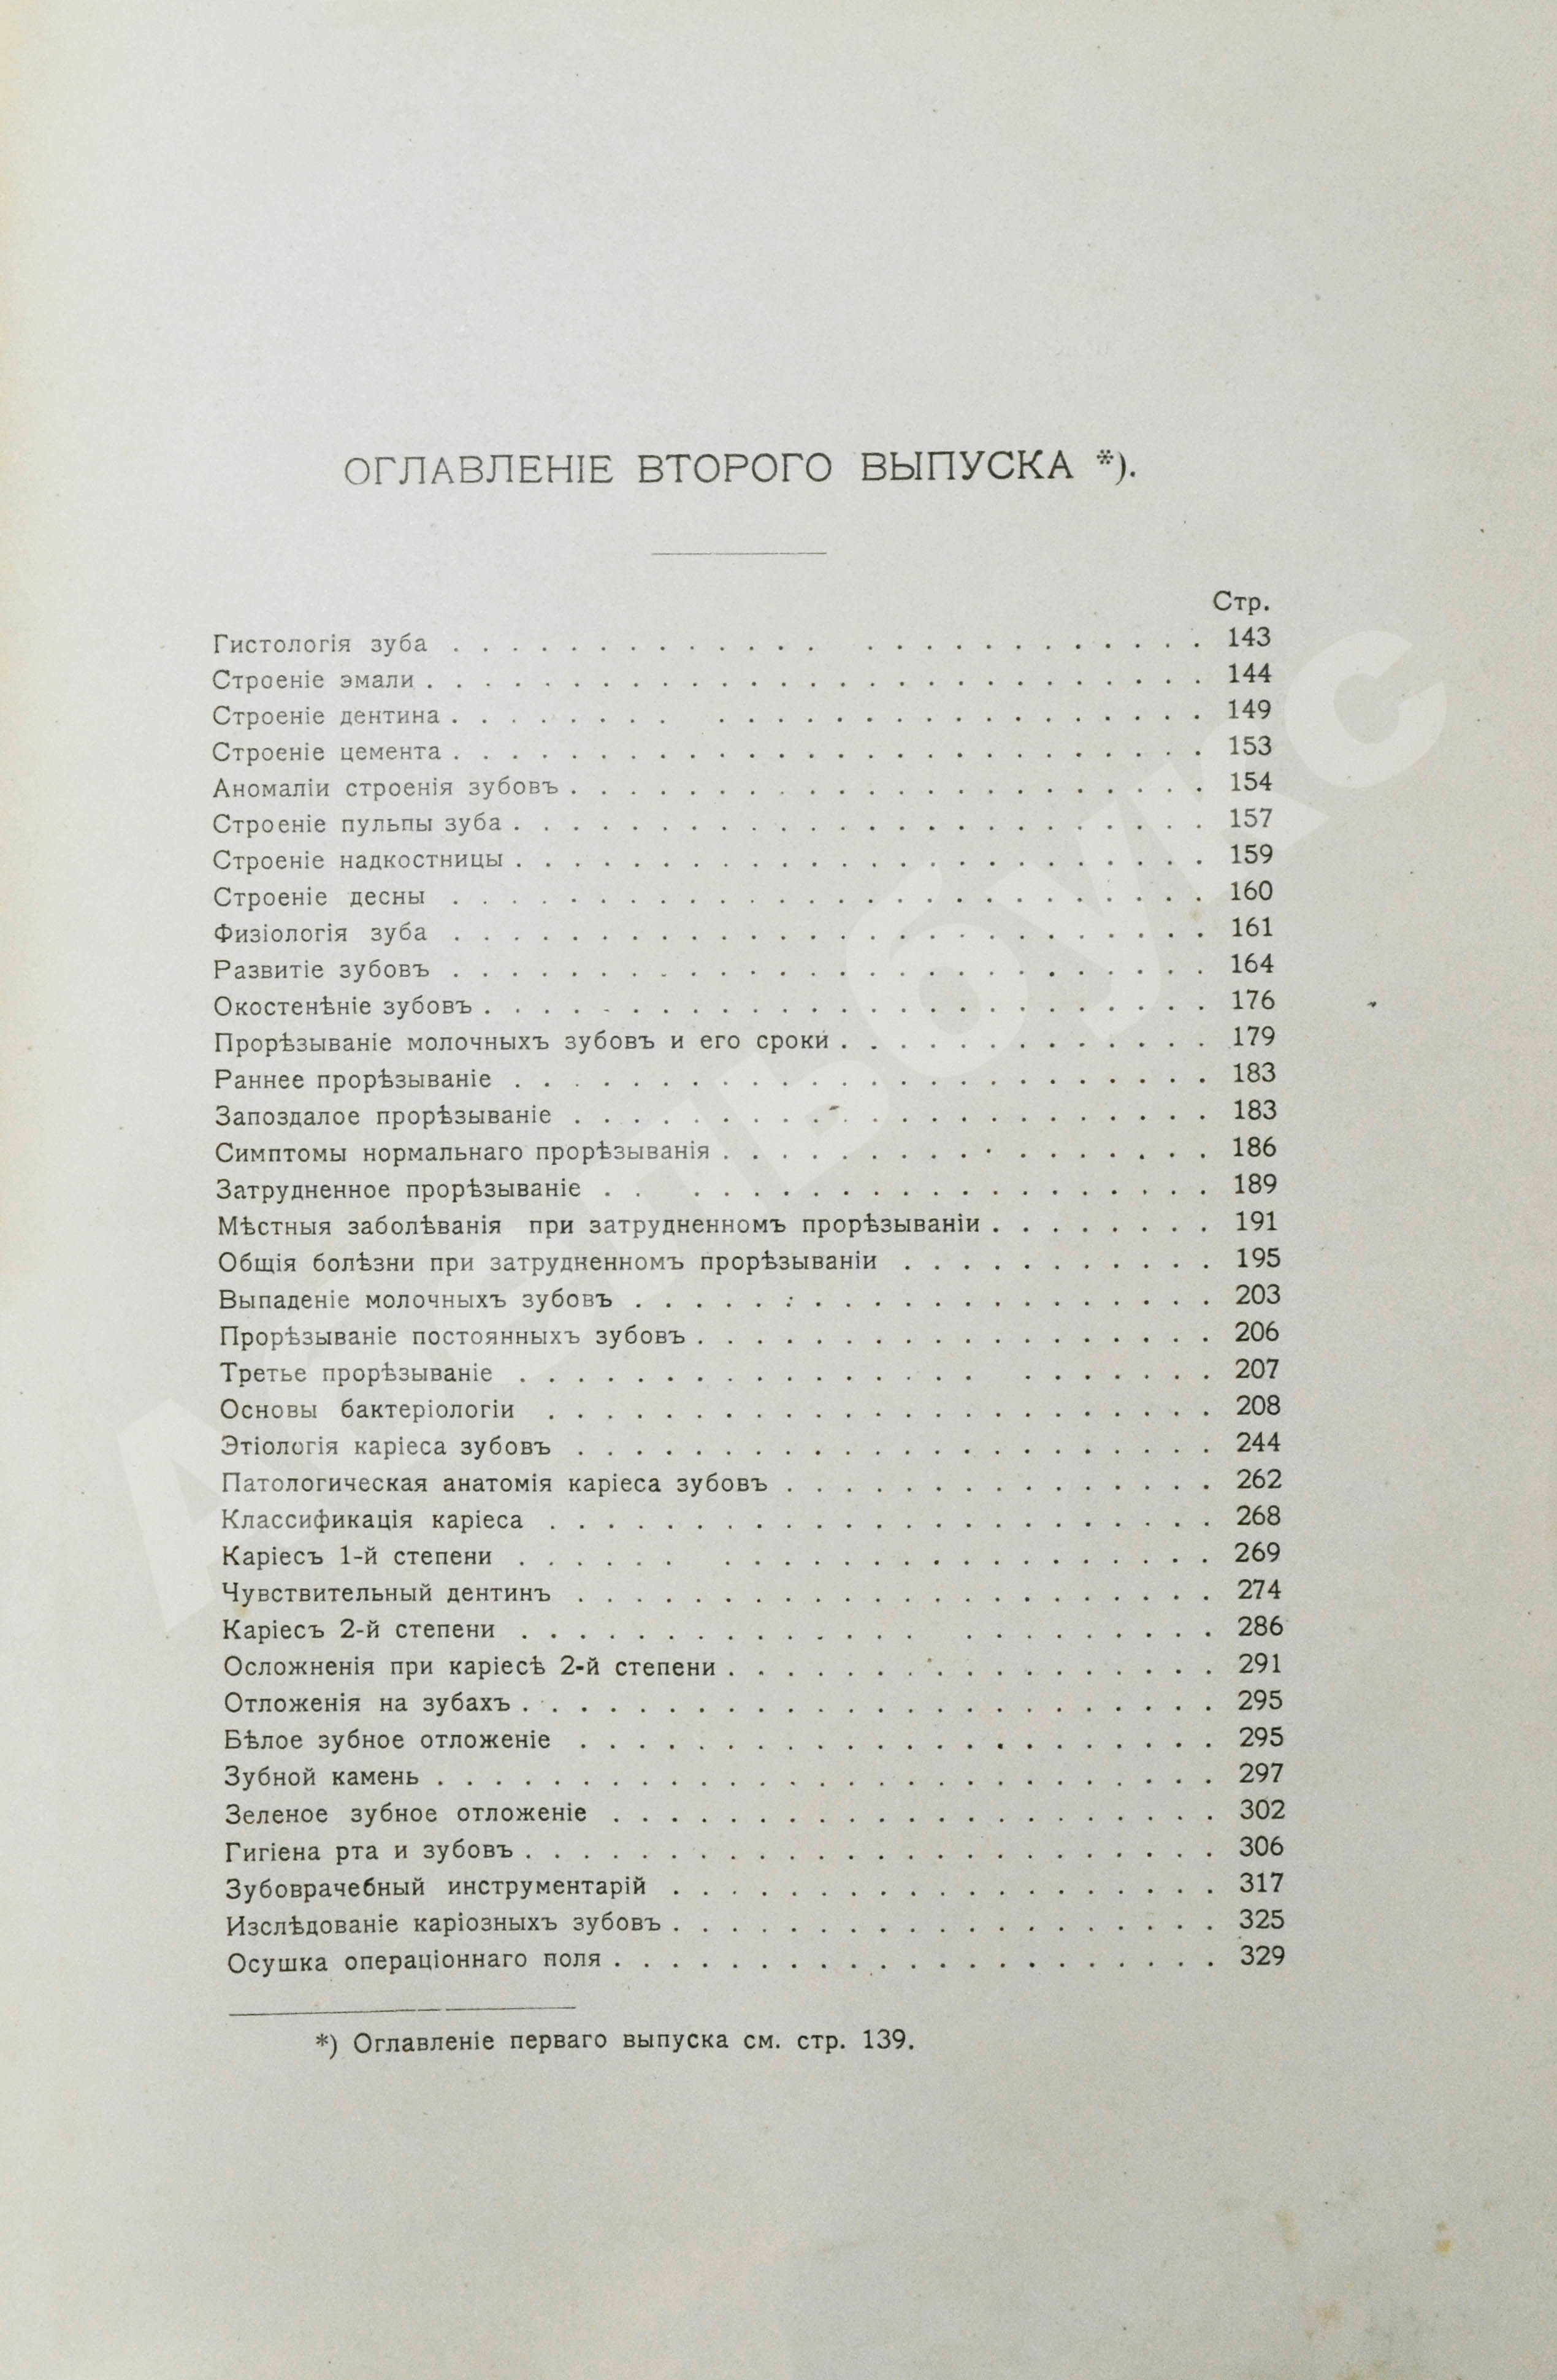 ОГЛАВЛЕНІЕ ВТОРОГО ВЫПУСКА *).
Стр.
Гистологія зуба . . . . . . . . . . . . . . . . . . . . . . . . . 143
Строеніе эмали . . . . . . . . . . . . . . . . . . . . . . . . . . . 144
Строеніе дентина . . . . . . . . . . . . . . . . . . . . . . . . . 149
Строеніе цемента . . . . . . . . . . . . . . . . . . . . . . . . . . 153
Аномаліи строенія зубовъ . . . . . . . . . . . . . . . . . . . . . . 154
Строеніе пульпы зуба . . . . . . . . . . . . . . . . . . . . . . . . 157
Строеніе надкостницы . . . . . . . . . . . . . . . . . . . . . . . . 159
Строеніе десны . . . . . . . . . . . . . . . . . . . . . . . . . . 160
Физіологія зуба . . . . . . . . . . . . . . . . . . . . . . . . . . 161
Развитіе зубовъ . . . . . . . . . . . . . . . . . . . . . . . . . . 164
Окостенѣніе зубовъ . . . . . . . . . . . . . . . . . . . . . . . . . 176
Прорѣзываніе молочныхъ зубовъ и его сроки . . . . . . . . . . . . . 179
Раннее прорѣзываніе . . . . . . . . . . . . . . . . . . . . . . . . 183
Запоздалое прорѣзываніе . . . . . . . . . . . . . . . . . . . . . . 183
Симптомы нормальнаго прорѣзыванія . . . . . . . . . . . . . . . . . 186
Затрудненное прорѣзываніе . . . . . . . . . . . . . . . . . . . . 189
Мѣстныя заболѣванія при затрудненномъ прорѣзываніи . . . . . . . . 191
Общія болѣзни при затрудненномъ прорѣзываніи . . . . . . . . . . . 195
Выпаденіе молочныхъ зубовъ . . . . . . . . . . . . . . . . . . . . 203
Прорѣзываніе постоянныхъ зубовъ . . . . . . . . . . . . . . . . . . 206
Третье прорѣзываніе . . . . . . . . . . . . . . . . . . . . . . . 207
Основы бактеріологіи . . . . . . . . . . . . . . . . . . . . . . . 208
Этіологія каріеса зубовъ . . . . . . . . . . . . . . . . . . . . . . 244
Патологическая анатомія каріеса зубовъ . . . . . . . . . . . . . . . 262
Классификація каріеса . . . . . . . . . . . . . . . . . . . . . . . 268
Каріесъ 1-й степени . . . . . . . . . . . . . . . . . . . . . . . 269
Чувствительный дентинъ . . . . . . . . . . . . . . . . . . . . . . 274
Каріесъ 2-й степени . . . . . . . . . . . . . . . . . . . . . . . 286
Осложненія при каріесѣ 2-й степени . . . . . . . . . . . . . . . . . 291
Отложенія на зубахъ . . . . . . . . . . . . . . . . . . . . . . . . 295
Бѣлое зубное отложеніе . . . . . . . . . . . . . . . . . . . . . . 295
Зубной камень . . . . . . . . . . . . . . . . . . . . . . . . . . . 297
Зеленое зубное отложеніе . . . . . . . . . . . . . . . . . . . . . 302
Гигіена рта и зубовъ . . . . . . . . . . . . . . . . . . . . . . . . 306
Зубоврачебный инструментарій . . . . . . . . . . . . . . . . . . . 317
Изслѣдованіе каріозныхъ зубовъ . . . . . . . . . . . . . . . . . . . 325
Осушка операціоннаго поля . . . . . . . . . . . . . . . . . . . . . 329
*) Оглавленіе перваго выпуска см. стр. 139.